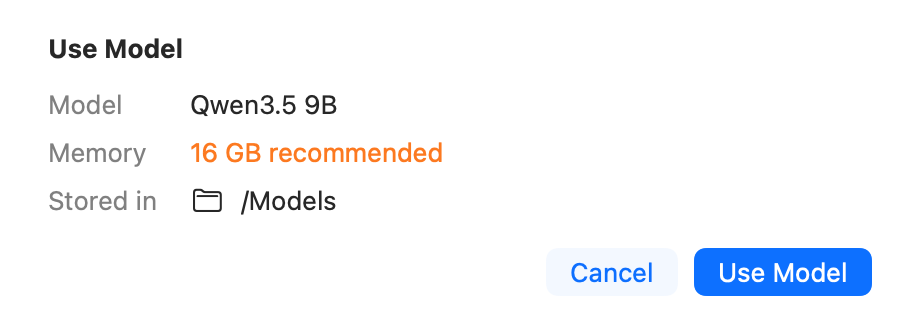 Use Model
Model Qwen3.5 9B
Memory 16 GB recommended
Stored in /Models
Cancel Use Model